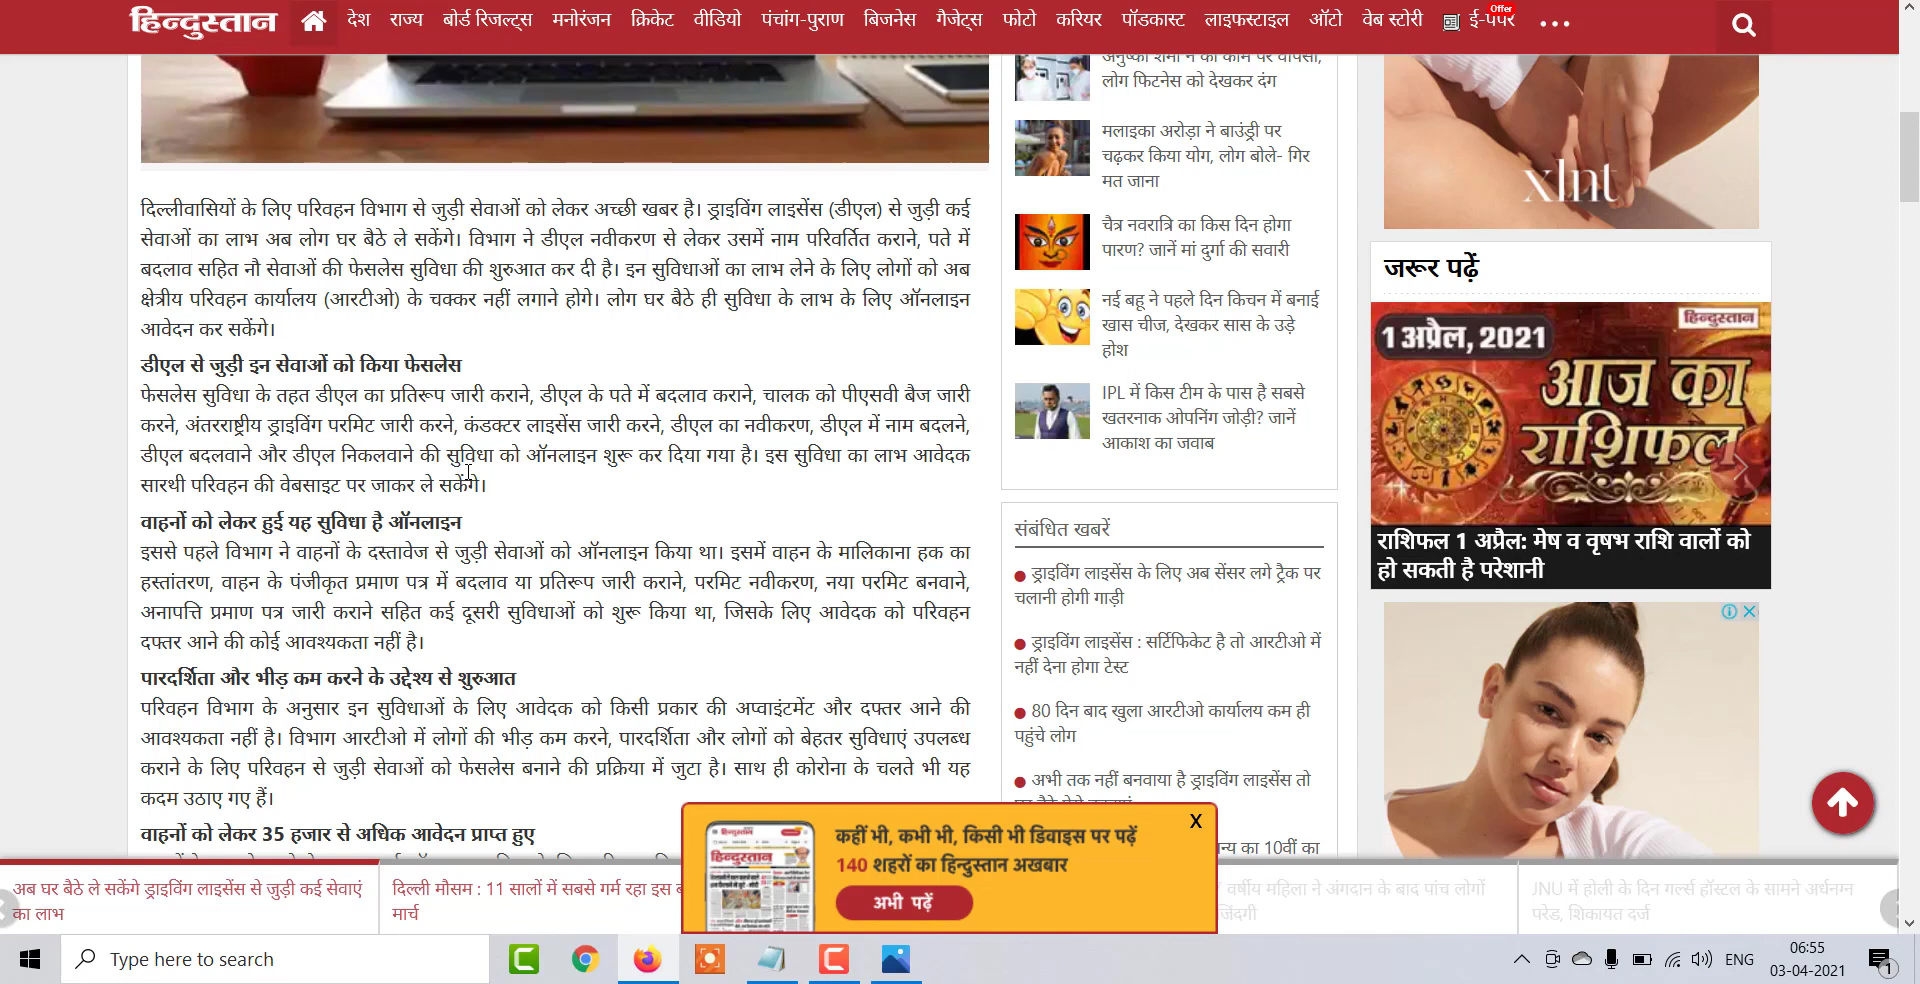 हिन्दुस्तान
देश राज्य बोर्ड रिजल्ट्स मनोरंजन क्रिकेट वीडियो पंचांग-पुराण बिजनेस गैजेट्स फोटो करियर पॉडकास्ट लाइफस्टाइल ऑटो वेब स्टोरी ई-पेपर
Offer
दिल्लीवासियों के लिए परिवहन विभाग से जुड़ी सेवाओं को लेकर अच्छी खबर है। ड्राइविंग लाइसेंस (डीएल) से जुड़ी कई
सेवाओं का लाभ अब लोग घर बैठे ले सकेंगे। विभाग ने डीएल नवीकरण से लेकर उसमें नाम परिवर्तित कराने, पते में
बदलाव सहित नौ सेवाओं की फेसलेस सुविधा की शुरुआत कर दी है। इन सुविधाओं का लाभ लेने के लिए लोगों को अब
क्षेत्रीय परिवहन कार्यालय (आरटीओ) के चक्कर नहीं लगाने होगे। लोग घर बैठे ही सुविधा के लाभ के लिए ऑनलाइन
आवेदन कर सकेंगे।
डीएल से जुड़ी इन सेवाओं को किया फेसलेस
फेसलेस सुविधा के तहत डीएल का प्रतिरूप जारी कराने, डीएल के पते में बदलाव कराने, चालक को पीएसवी बैज जारी
करने, अंतरराष्ट्रीय ड्राइविंग परमिट जारी करने, कंडक्टर लाइसेंस जारी करने, डीएल का नवीकरण, डीएल में नाम बदलने,
डीएल बदलवाने और डीएल निकलवाने की सुविधा को ऑनलाइन शुरू कर दिया गया है। इस सुविधा का लाभ आवेदक
सारथी परिवहन की वेबसाइट पर जाकर ले सकेंगे।
वाहनों को लेकर हुई यह सुविधा है ऑनलाइन
इससे पहले विभाग ने वाहनों के दस्तावेज से जुड़ी सेवाओं को ऑनलाइन किया था। इसमें वाहन के मालिकाना हक का
हस्तांतरण, वाहन के पंजीकृत प्रमाण पत्र में बदलाव या प्रतिरूप जारी कराने, परमिट नवीकरण, नया परमिट बनवाने,
अनापत्ति प्रमाण पत्र जारी कराने सहित कई दूसरी सुविधाओं को शुरू किया था, जिसके लिए आवेदक को परिवहन
दफ्तर आने की कोई आवश्यकता नहीं है।
पारदर्शिता और भीड़ कम करने के उद्देश्य से शुरुआत
परिवहन विभाग के अनुसार इन सुविधाओं के लिए आवेदक को किसी प्रकार की अप्वाइंटमेंट और दफ्तर आने की
आवश्यकता नहीं है। विभाग आरटीओ में लोगों की भीड़ कम करने, पारदर्शिता और लोगों को बेहतर सुविधाएं उपलब्ध
कराने के लिए परिवहन से जुड़ी सेवाओं को फेसलेस बनाने की प्रक्रिया में जुटा है। साथ ही कोरोना के चलते भी यह
कदम उठाए गए हैं।
वाहनों को लेकर 35 हजार से अधिक आवेदन प्राप्त हुए
अनुष्का शर्मा ने की काम पर वापसी,
लोग फिटनेस को देखकर दंग
मलाइका अरोड़ा ने बाउंड्री पर
चढ़कर किया योग, लोग बोले- गिर
मत जाना
चैत्र नवरात्रि का किस दिन होगा
पारण? जानें मां दुर्गा की सवारी
नई बहू ने पहले दिन किचन में बनाई
खास चीज, देखकर सास के उड़े
होश
IPL में किस टीम के पास है सबसे
खतरनाक ओपनिंग जोड़ी? जानें
आकाश का जवाब
संबंधित खबरें
ड्राइविंग लाइसेंस के लिए अब सेंसर लगे ट्रैक पर
चलानी होगी गाड़ी
ड्राइविंग लाइसेंस : सर्टिफिकेट है तो आरटीओ में
नहीं देना होगा टेस्ट
80 दिन बाद खुला आरटीओ कार्यालय कम ही
पहुंचे लोग
अभी तक नहीं बनवाया है ड्राइविंग लाइसेंस तो
का 10वीं का
xlnt
जरूर पढ़ें
हिन्दुस्तान
1 अप्रैल, 2021
आज का
राशिफल
राशिफल 1 अप्रैल: मेष व वृषभ राशि वालों को
हो सकती है परेशानी
X
हिन्दुस्तान
कहीं भी, कभी भी, किसी भी डिवाइस पर पढ़ें
140 शहरों का हिन्दुस्तान अखबार
अभी पढ़ें
अब घर बैठे ले सकेंगे ड्राइविंग लाइसेंस से जुड़ी कई सेवाएं
का लाभ
दिल्ली मौसम : 11 सालों में सबसे गर्म रहा इस
मार्च
वर्षीय महिला ने अंगदान के बाद पांच लोगों
जिंदगी
JNU में होली के दिन गर्ल्स हॉस्टल के सामने अर्धनग्न
परेड, शिकायत दर्ज
Type here to search
ENG
06:55
03-04-2021
1